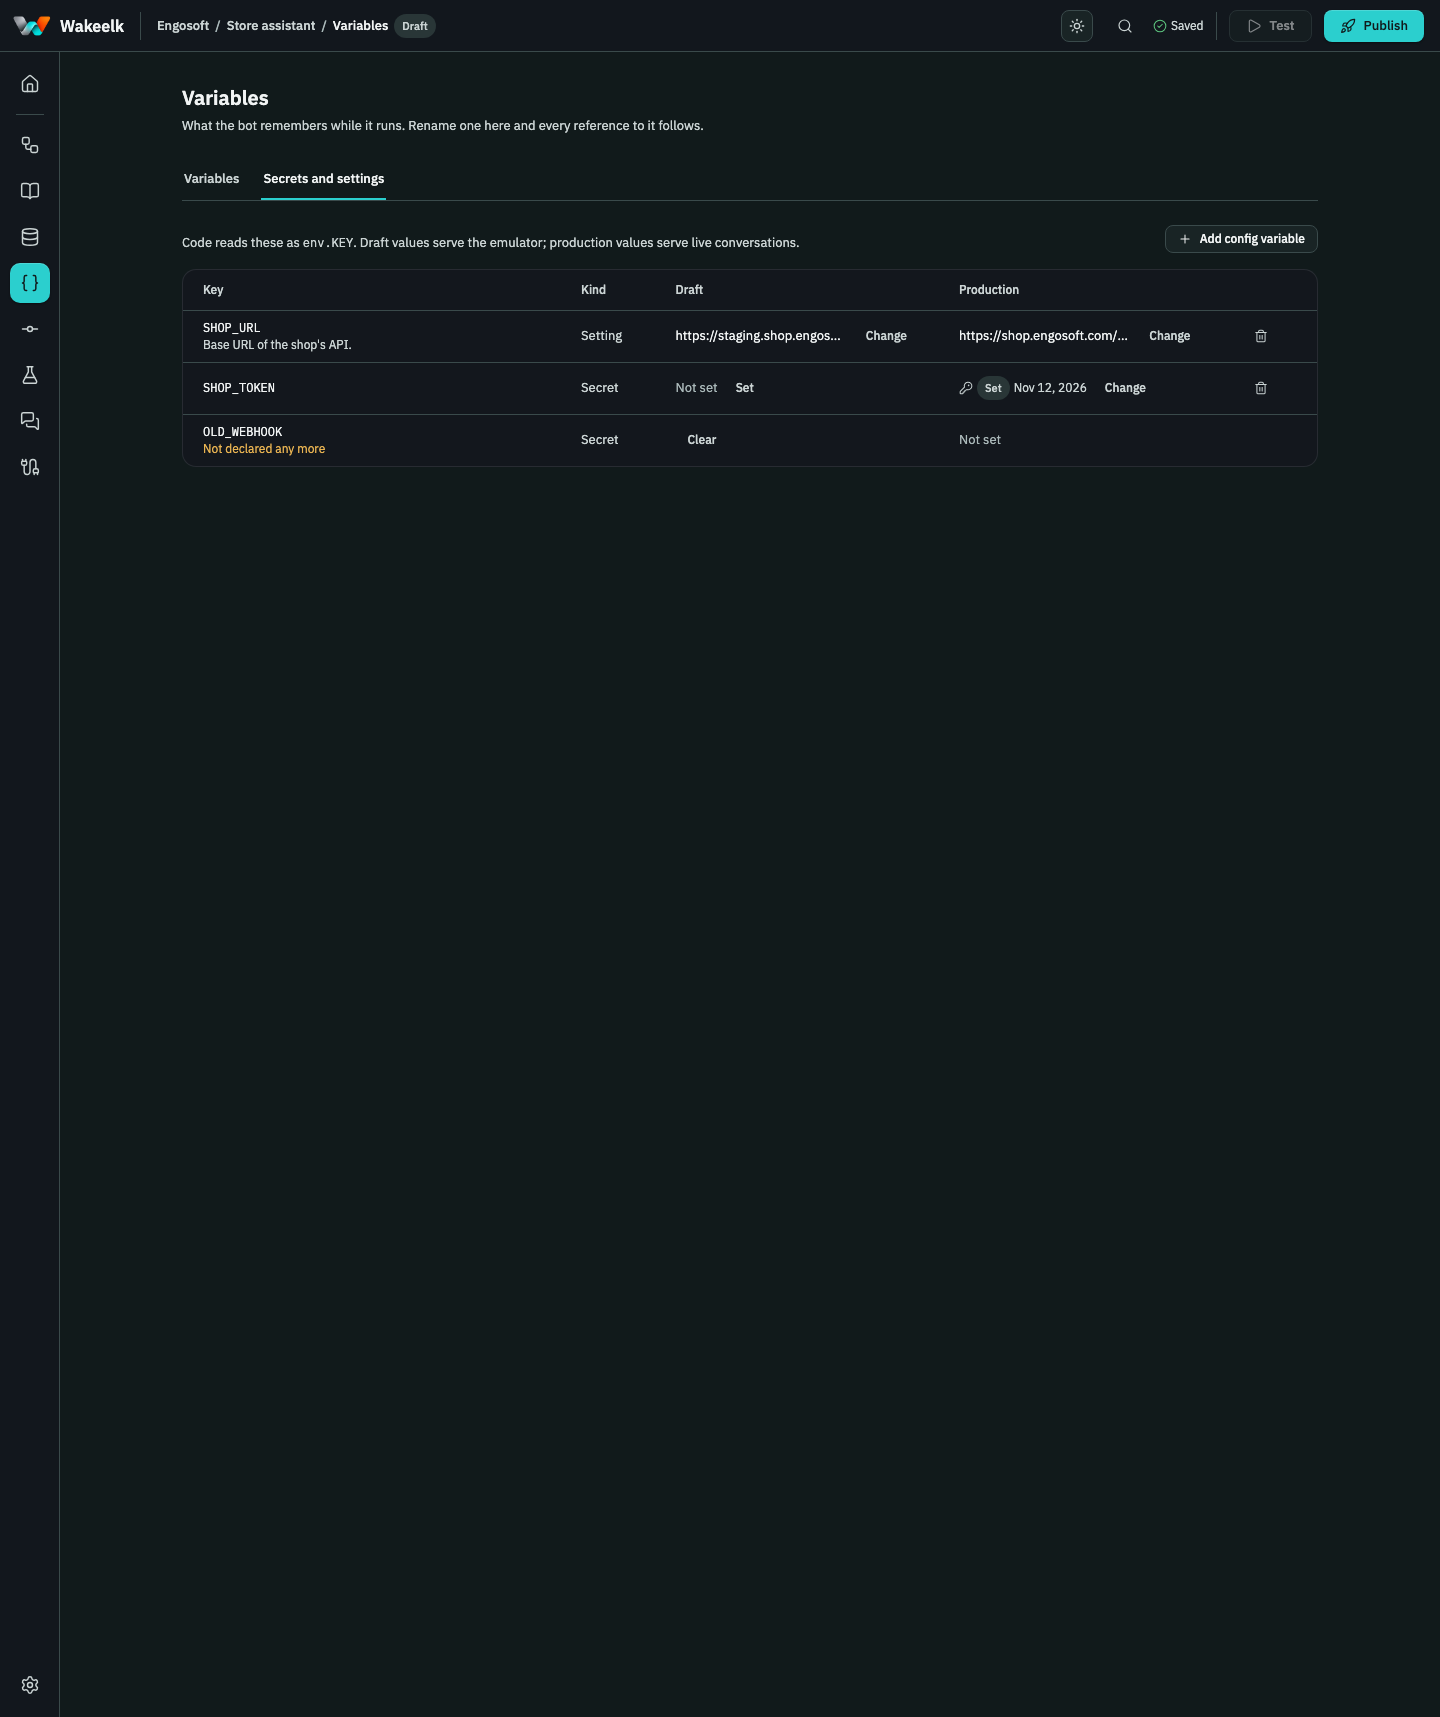 Wakeelk
Engosoft / Store assistant / Variables Draft
Saved
Test
Publish
Variables
What the bot remembers while it runs. Rename one here and every reference to it follows.
Variables
Secrets and settings
Code reads these as env.KEY. Draft values serve the emulator; production values serve live conversations.
Add config variable
Key Kind Draft Production
SHOP_URL
Base URL of the shop's API.
Setting
https://staging.shop.engos... Change
https://shop.engosoft.com/... Change
SHOP_TOKEN
Secret
Not set Set
Set Nov 12, 2026 Change
OLD_WEBHOOK
Not declared any more
Secret
Clear
Not set